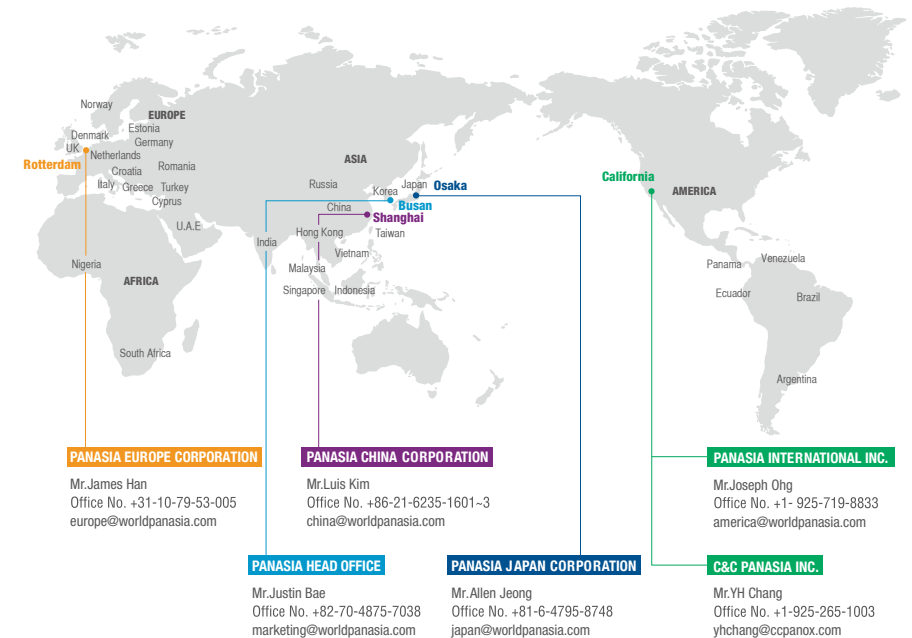 Norway
EUROPE
Estonia
Denmark
Germany
UK
Netherlands
Rotterdam
Romania
Croatia
Italy
Greece
Turkey
Cyprus
U.A.E
Nigeria
AFRICA
South Africa
ASIA
Russia
Korea
Japan
Osaka
Busan
China
Shanghai
Hong Kong
Taiwan
India
Vietnam
Malaysia
Singapore
Indonesia
California
AMERICA
Panama
Venezuela
Ecuador
Brazil
Argentina
PANASIA EUROPE CORPORATION
Mr.James Han
Office No. +31-10-79-53-005
europe@worldpanasia.com
PANASIA CHINA CORPORATION
Mr.Luis Kim
Office No. +86-21-6235-1601~3
china@worldpanasia.com
PANASIA INTERNATIONAL INC.
Mr.Joseph Ohg
Office No. +1- 925-719-8833
america@worldpanasia.com
PANASIA HEAD OFFICE
Mr.Justin Bae
Office No. +82-70-4875-7038
marketing@worldpanasia.com
PANASIA JAPAN CORPORATION
Mr.Allen Jeong
Office No. +81-6-4795-8748
japan@worldpanasia.com
C&C PANASIA INC.
Mr.YH Chang
Office No. +1-925-265-1003
yhchang@ccpanox.com